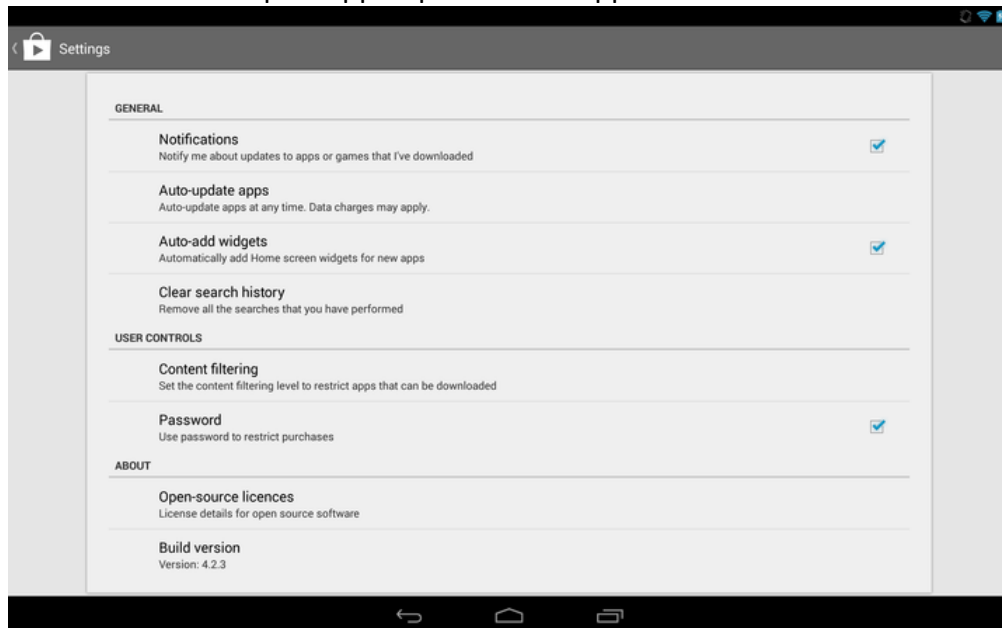 Settings
GENERAL
Notifications
Notify me about updates to apps or games that I've downloaded
Auto-update apps
Auto-update apps at any time. Data charges may apply.
Auto-add widgets
Automatically add Home screen widgets for new apps
Clear search history
Remove all the searches that you have performed
USER CONTROLS
Content filtering
Set the content filtering level to restrict apps that can be downloaded
Password
Use password to restrict purchases
ABOUT
Open-source licences
License details for open source software
Build version
Version: 4.2.3